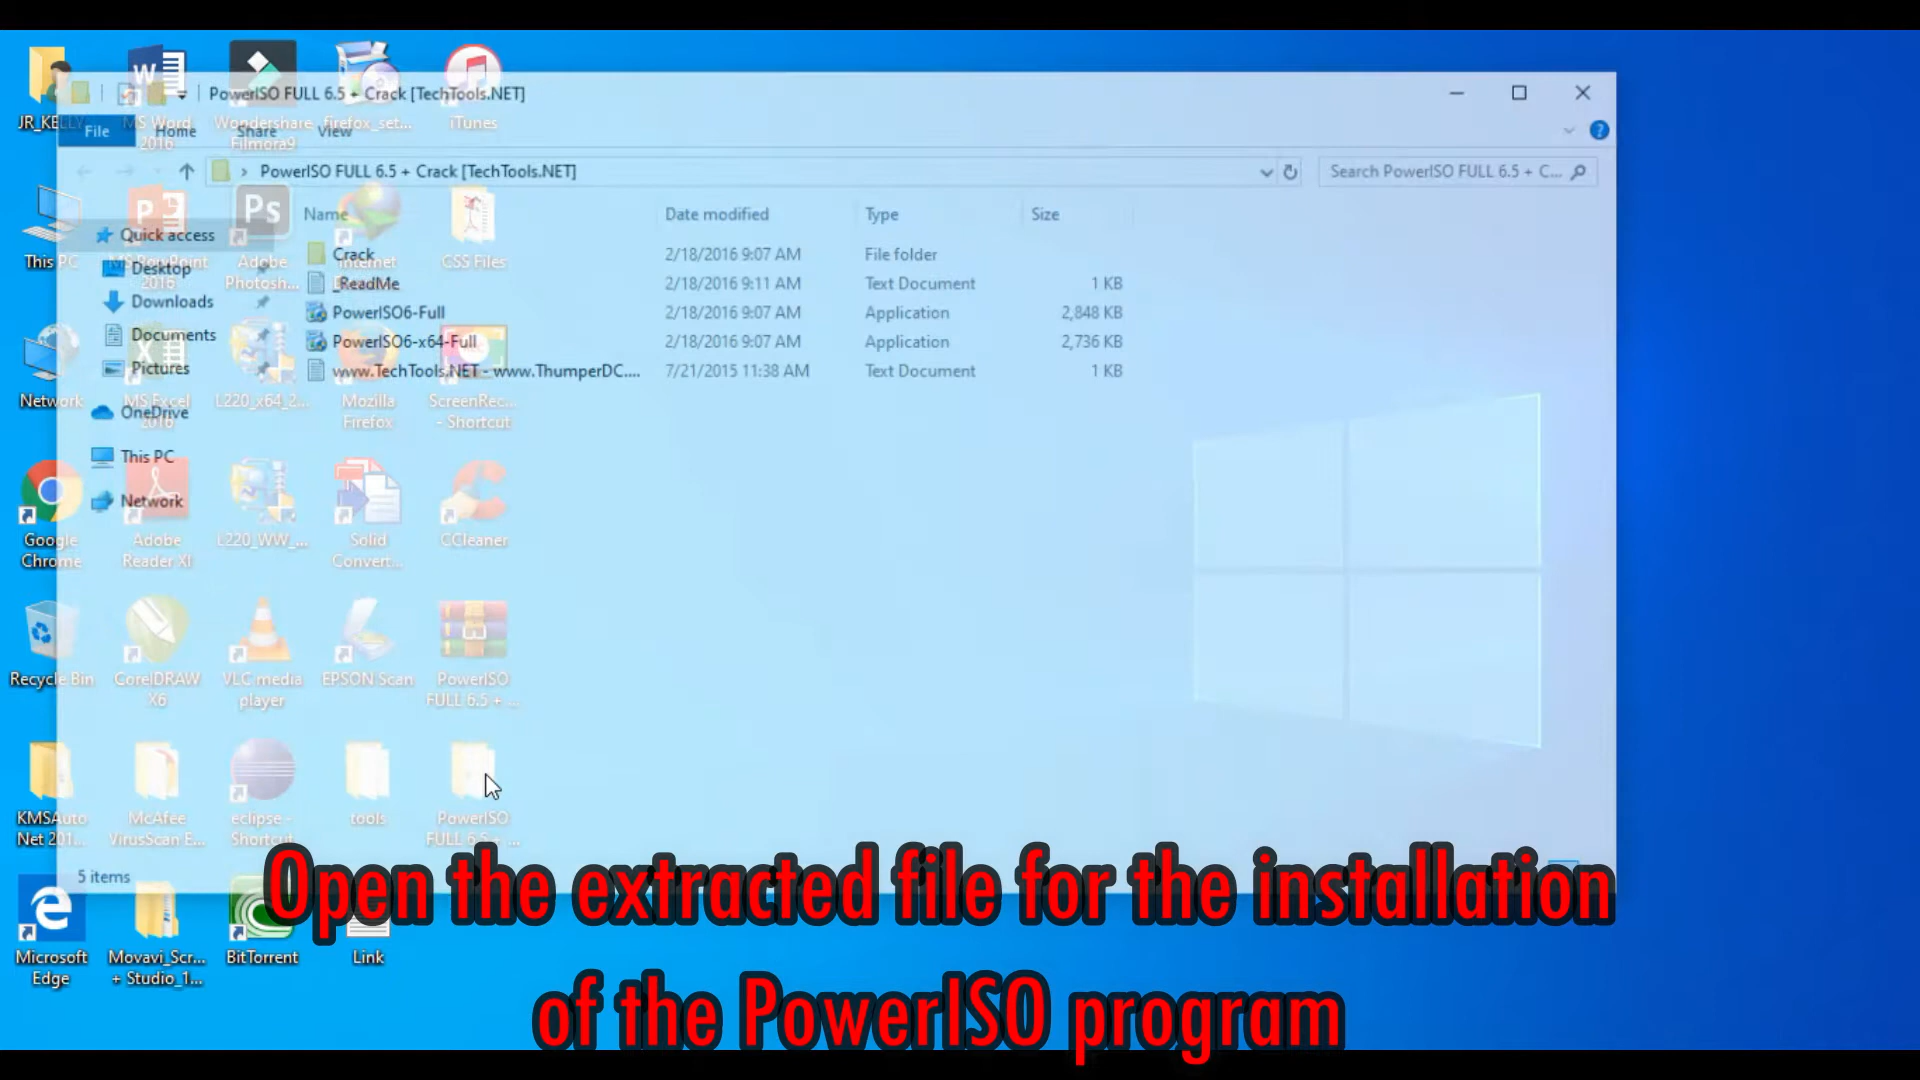 PowerISO FULL 6.5 + Crack [TechTools.NET]
File Home Share View
PowerISO FULL 6.5 + Crack [TechTools.NET]
Search PowerISO FULL 6.5 + C...
Name Date modified Type Size
Crack 2/18/2016 9:07 AM File folder
_ReadMe 2/18/2016 9:11 AM Text Document 1 KB
PowerISO6-Full 2/18/2016 9:07 AM Application 2,848 KB
PowerISO6-x64-Full 2/18/2016 9:07 AM Application 2,736 KB
www.TechTools.NET - www.ThumperDC.... 7/21/2015 11:38 AM Text Document 1 KB
Quick access
Desktop
Downloads
Documents
Pictures
OneDrive
This PC
Network
5 items
JR_KELLY
MS Word
2016
Wondershare
Filmora9
firefox_set...
iTunes
This PC
2016
Ps
Adobe
Photosh...
Internet
CSS Files
Network
MS Excel
2016
L220_x64_2...
Mozilla
Firefox
ScreenRec...
- Shortcut
Google
Chrome
Adobe
Reader XI
L220_WW_...
Solid
Convert...
CCleaner
Recycle Bin
CorelDRAW
X6
VLC media
player
EPSON Scan
PowerISO
FULL 6.5 + ...
KMSAuto
Net 201...
McAfee
VirusScan E...
eclipse -
Shortcut
tools
PowerISO
FULL 6.5 + ...
Microsoft
Edge
Movavi_Scr...
+ Studio_1...
BitTorrent
Link
Open the extracted file for the installation
of the PowerISO program